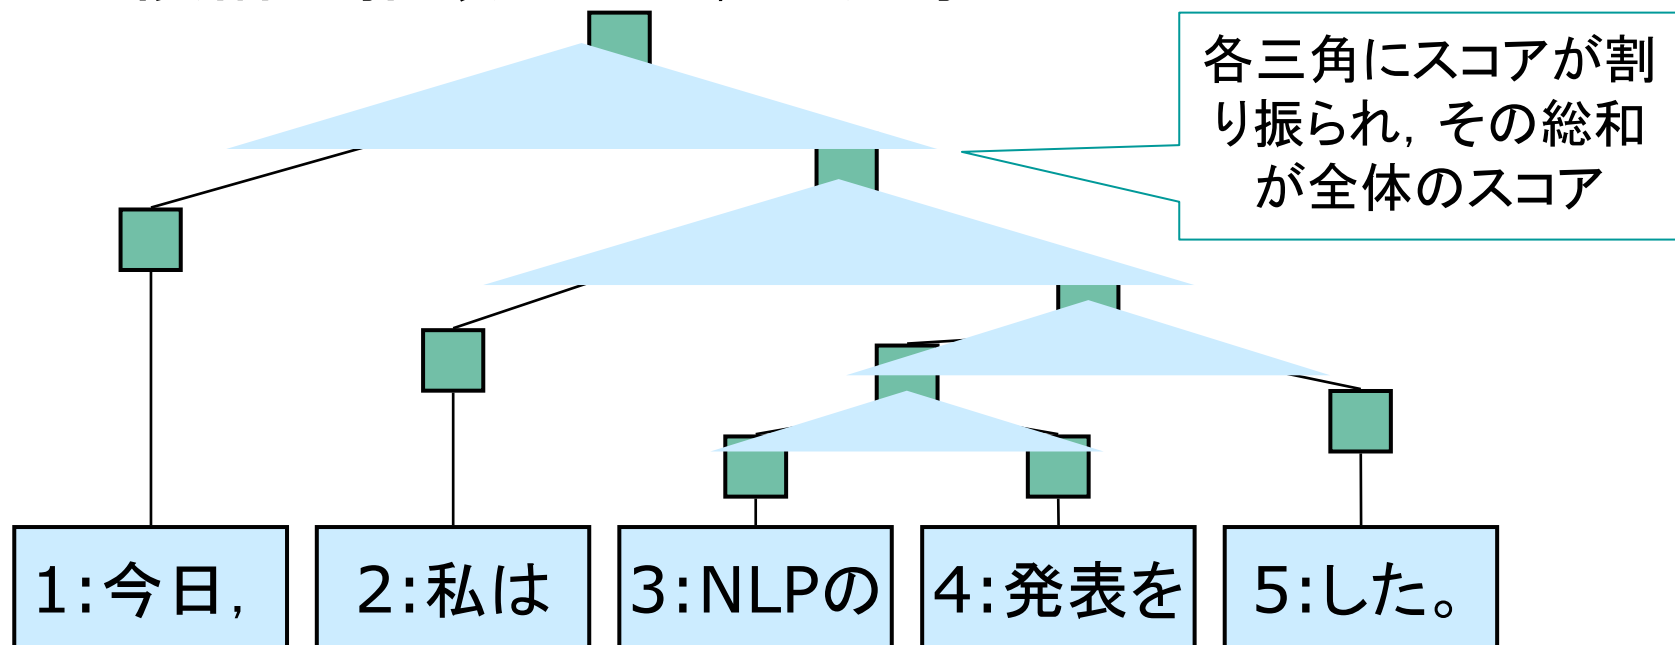 各三角にスコアが割
り振られ，その総和
が全体のスコア
1:今日，
2:私は
3:NLPの
4:発表を
5:した。